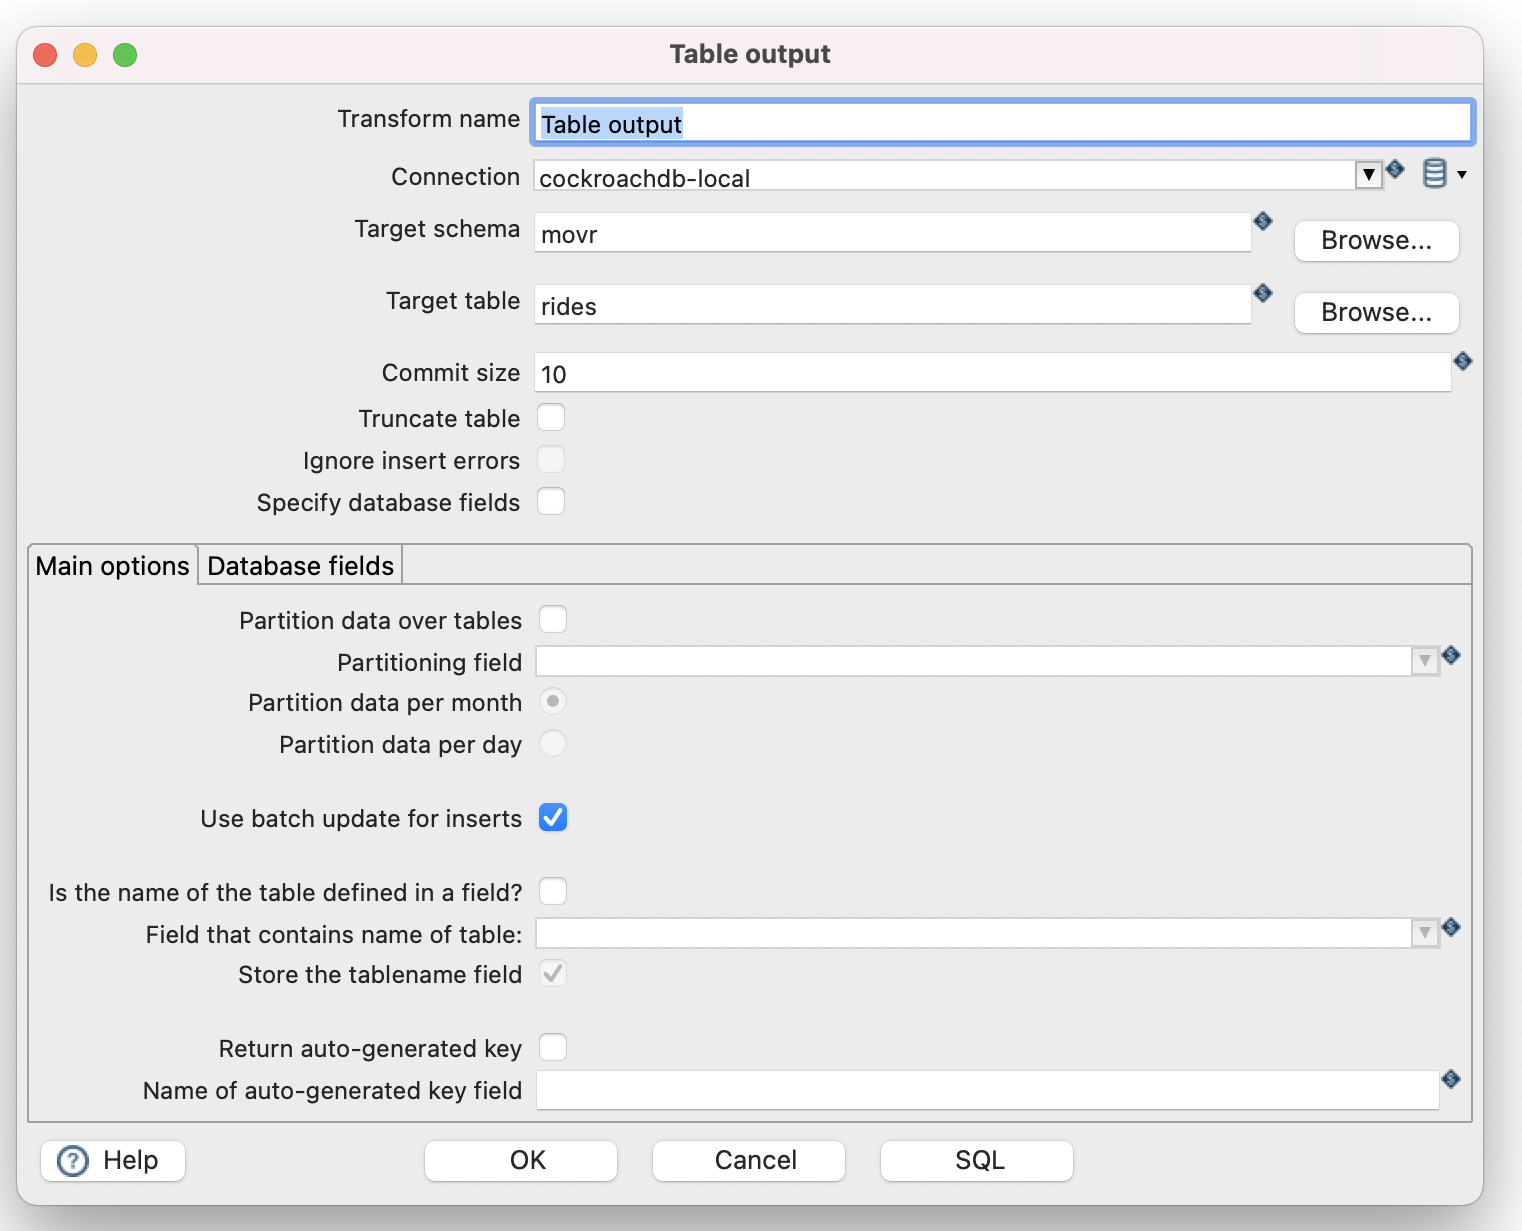 Table output
Transform name Table output
Connection cockroachdb-local
Target schema movr Browse...
Target table rides Browse...
Commit size 10
Truncate table
Ignore insert errors
Specify database fields
Main options Database fields
Partition data over tables
Partitioning field
Partition data per month
Partition data per day
Use batch update for inserts
Is the name of the table defined in a field?
Field that contains name of table:
Store the tablename field
Return auto-generated key
Name of auto-generated key field
? Help OK Cancel SQL